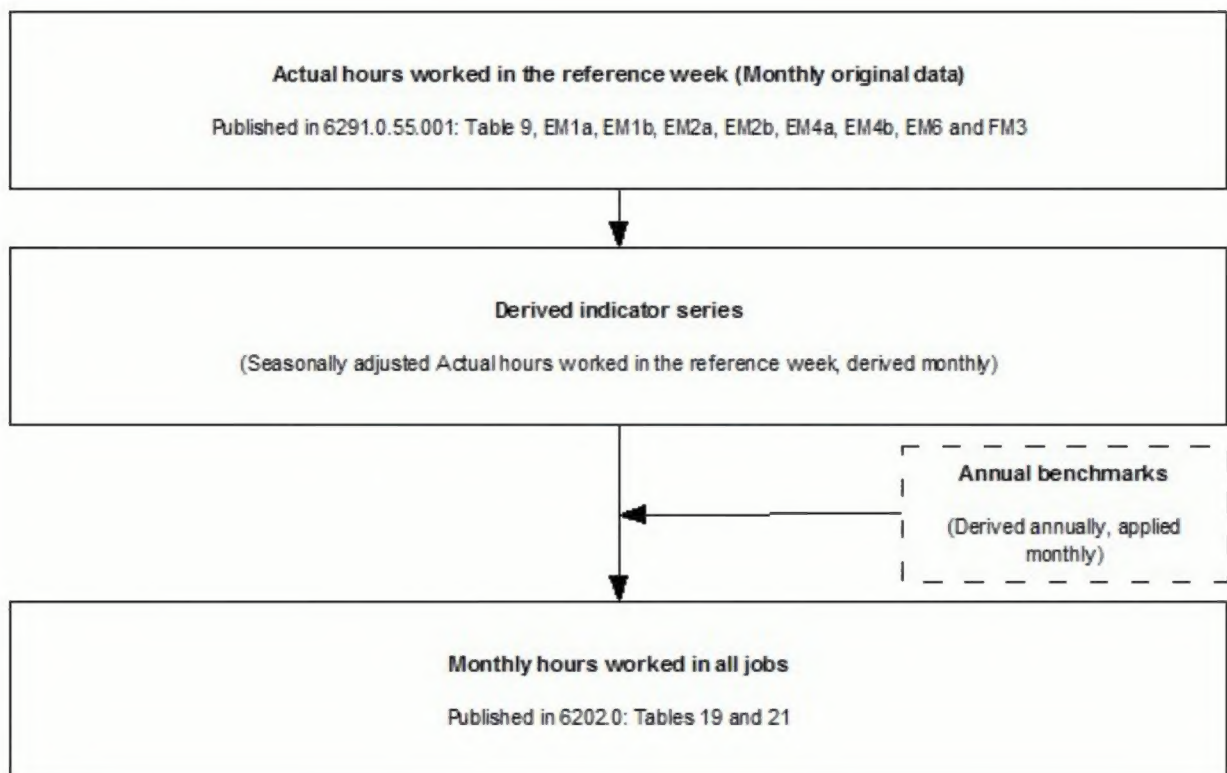 Actual hours worked in the reference week (Monthly original data)
Published in 6291.0.55.001: Table 9, EM1a, EM1b, EM2a, EM2b, EM4a, EM4b, EM6 and FM3
Derived indicator series
(Seasonally adjusted Actual hours worked in the reference week, derived monthly)
Annual benchmarks
(Derived annually, applied
monthly)
Monthly hours worked in all jobs
Published in 6202.0: Tables 19 and 21